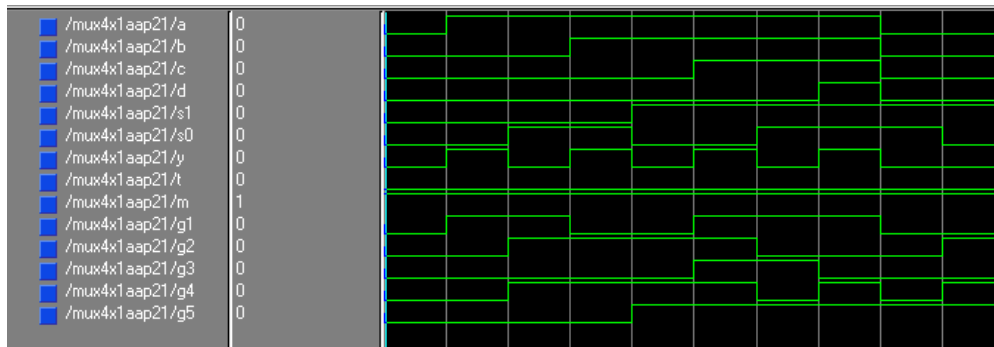 /mux4x1aap21/a 0
/mux4x1aap21/b 0
/mux4x1aap21/c 0
/mux4x1aap21/d 0
/mux4x1aap21/s1 0
/mux4x1aap21/s0 0
/mux4x1aap21/y 0
/mux4x1aap21/t 0
/mux4x1aap21/m 1
/mux4x1aap21/g1 0
/mux4x1aap21/g2 0
/mux4x1aap21/g3 0
/mux4x1aap21/g4 0
/mux4x1aap21/g5 0